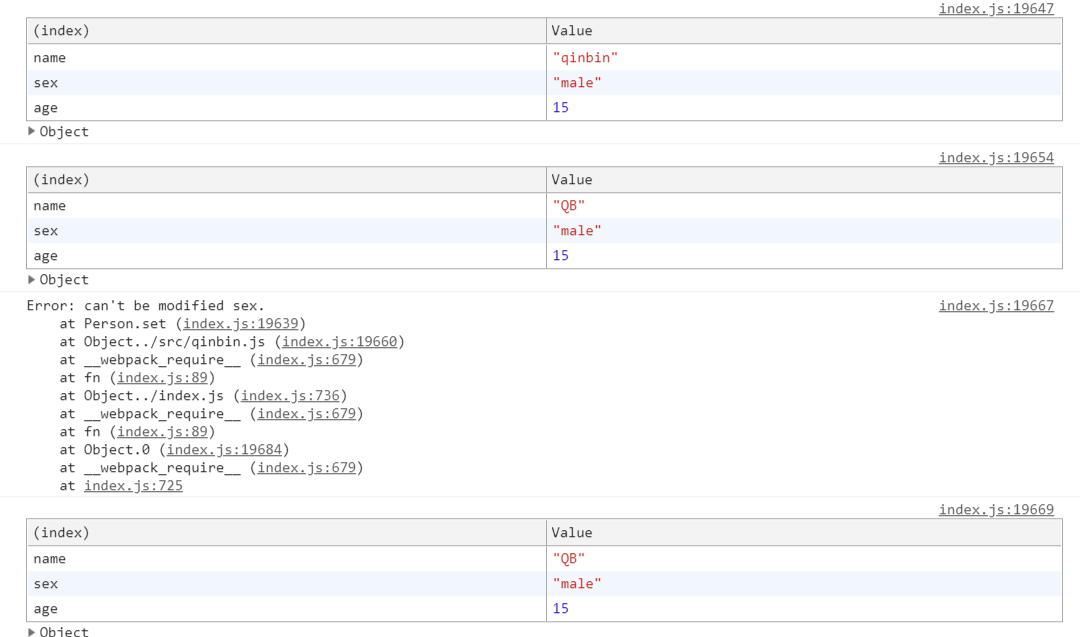 index.js:19647
(index) Value
name "qinbin"
sex "male"
age 15
Object
index.js:19654
(index) Value
name "QB"
sex "male"
age 15
Object
Error: can't be modified sex. index.js:19667
at Person.set (index.js:19639)
at Object../src/qinbin.js (index.js:19660)
at __webpack_require__ (index.js:679)
at fn (index.js:89)
at Object../index.js (index.js:736)
at __webpack_require__ (index.js:679)
at fn (index.js:89)
at Object.0 (index.js:19684)
at __webpack_require__ (index.js:679)
at index.js:725
index.js:19669
(index) Value
name "QB"
sex "male"
age 15
Object